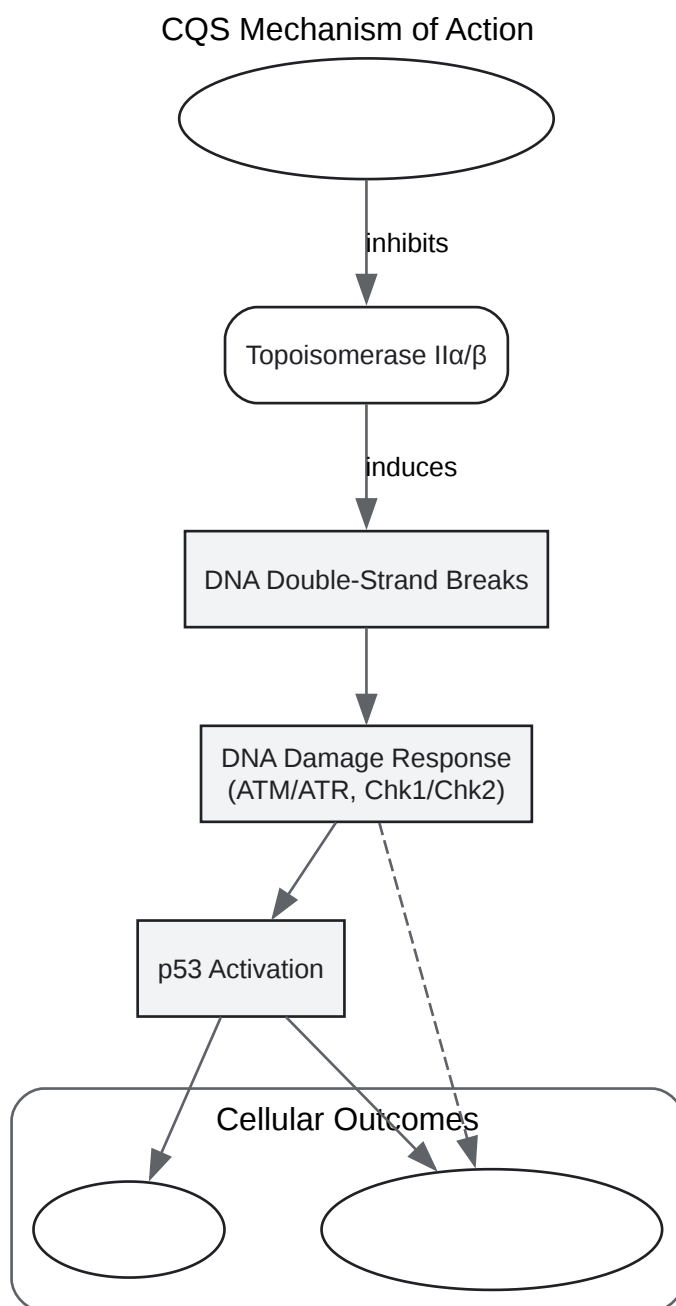 CQS Mechanism of Action
inhibits
Topoisomerase IIα/β
induces
DNA Double-Strand Breaks
DNA Damage Response
(ATM/ATR, Chk1/Chk2)
p53 Activation
Cellular Outcomes